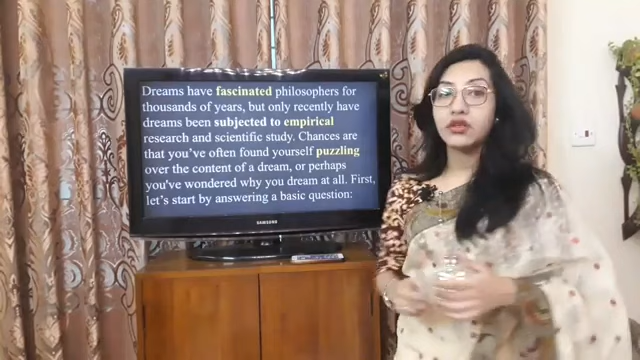 Dreams have fascinated philosophers for
thousands of years, but only recently have
dreams been subjected to empirical
research and scientific study. Chances are
that you've often found yourself puzzling
over the content of a dream, or perhaps
you've wondered why you dream at all. First,
let's start by answering a basic question:
SAMSUNG